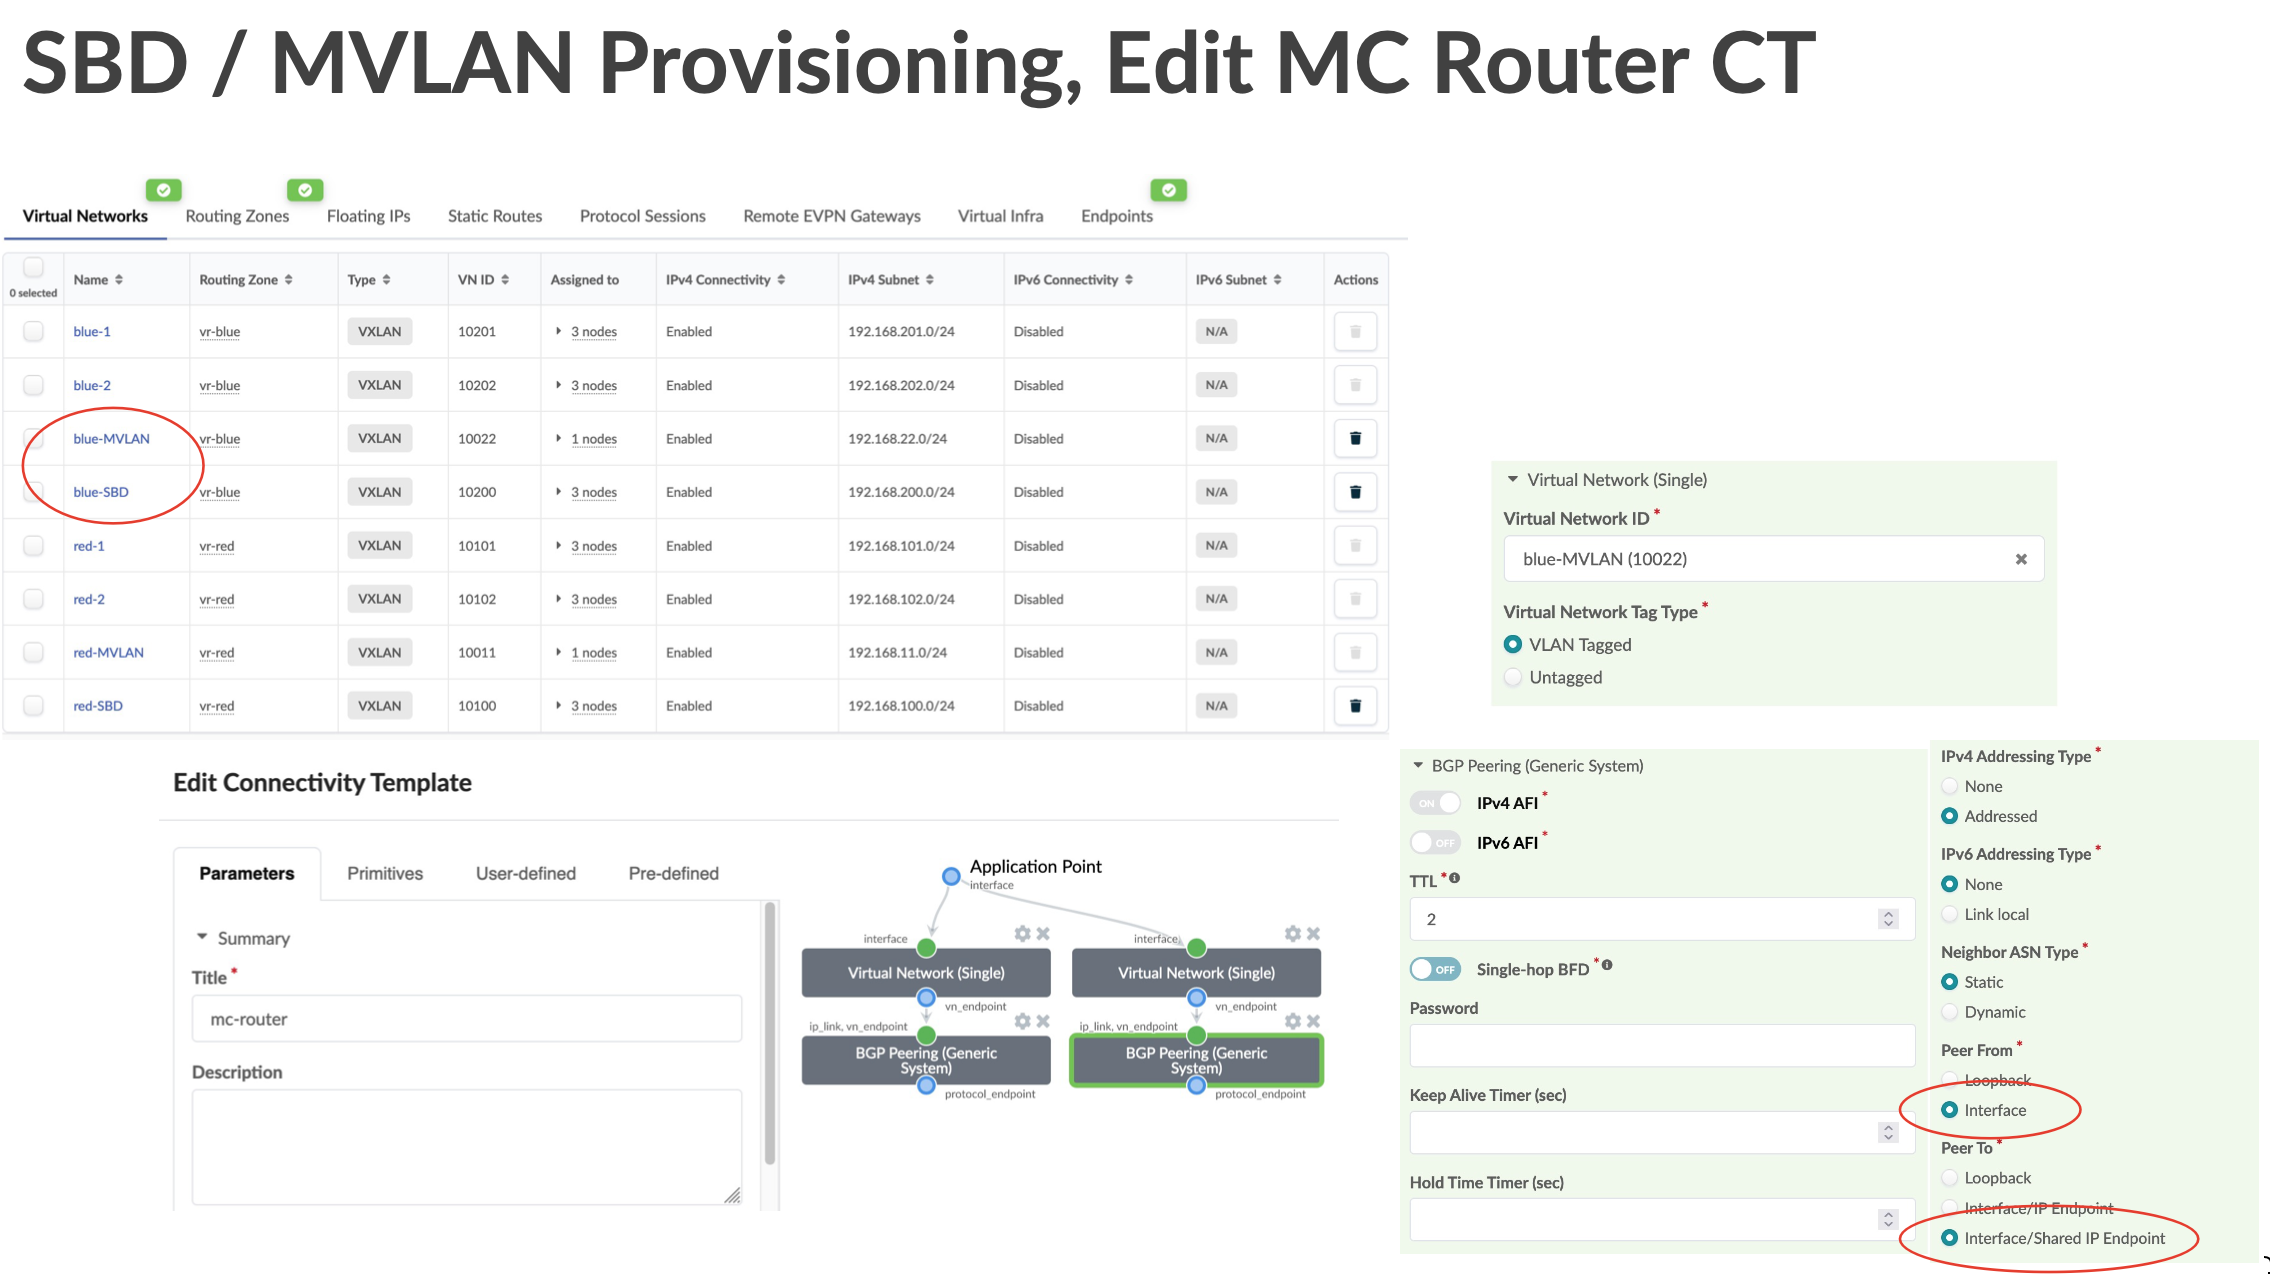 SBD / MVLAN Provisioning, Edit MC Router CT
Virtual Networks Routing Zones Floating IPs Static Routes Protocol Sessions Remote EVPN Gateways Virtual Infra Endpoints
0 selected Name Routing Zone Type VN ID Assigned to IPv4 Connectivity IPv4 Subnet IPv6 Connectivity IPv6 Subnet Actions
blue-1 vr-blue VXLAN 10201 3 nodes Enabled 192.168.201.0/24 Disabled N/A
blue-2 vr-blue VXLAN 10202 3 nodes Enabled 192.168.202.0/24 Disabled N/A
blue-MVLAN vr-blue VXLAN 10022 1 nodes Enabled 192.168.22.0/24 Disabled N/A
blue-SBD vr-blue VXLAN 10200 3 nodes Enabled 192.168.200.0/24 Disabled N/A
red-1 vr-red VXLAN 10101 3 nodes Enabled 192.168.101.0/24 Disabled N/A
red-2 vr-red VXLAN 10102 3 nodes Enabled 192.168.102.0/24 Disabled N/A
red-MVLAN vr-red VXLAN 10011 1 nodes Enabled 192.168.11.0/24 Disabled N/A
red-SBD vr-red VXLAN 10100 3 nodes Enabled 192.168.100.0/24 Disabled N/A
Virtual Network (Single)
Virtual Network ID *
blue-MVLAN (10022)
Virtual Network Tag Type *
VLAN Tagged
Untagged
Edit Connectivity Template
Parameters Primitives User-defined Pre-defined
Summary
Title *
mc-router
Description
Application Point
interface
interface interface
Virtual Network (Single) Virtual Network (Single)
vn_endpoint vn_endpoint
ip_link, vn_endpoint ip_link, vn_endpoint
BGP Peering (Generic BGP Peering (Generic
System) System)
protocol_endpoint protocol_endpoint
BGP Peering (Generic System)
ON IPv4 AFI *
OFF IPv6 AFI *
TTL *
2
OFF Single-hop BFD *
Password
Keep Alive Timer (sec)
Hold Time Timer (sec)
IPv4 Addressing Type *
None
Addressed
IPv6 Addressing Type *
None
Link local
Neighbor ASN Type *
Static
Dynamic
Peer From *
Loopback
Interface
Peer To *
Loopback
Interface/IP Endpoint
Interface/Shared IP Endpoint